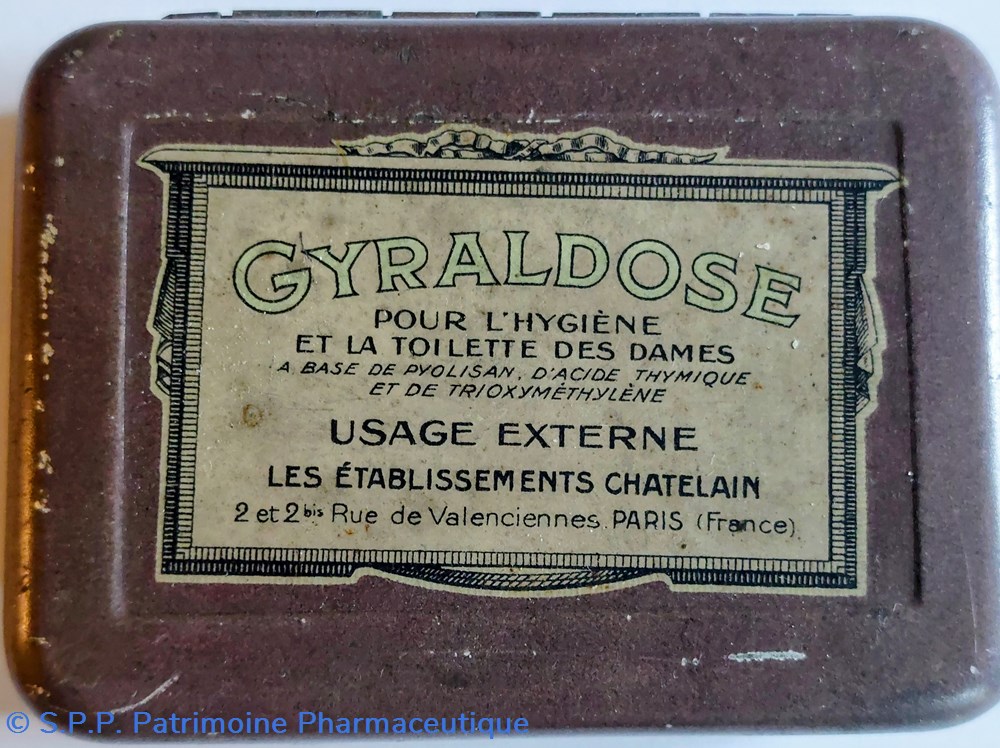 GYRALDOSE
POUR L'HYGIÈNE
ET LA TOILETTE DES DAMES
A BASE DE PYOLISAN, D'ACIDE THYMIQUE
ET DE TRIOXYMÉTHYLÈNE
USAGE EXTERNE
LES ÉTABLISSEMENTS CHATELAIN
2 et 2bis Rue de Valenciennes. PARIS (France)
© S.P.P. Patrimoine Pharmaceutique